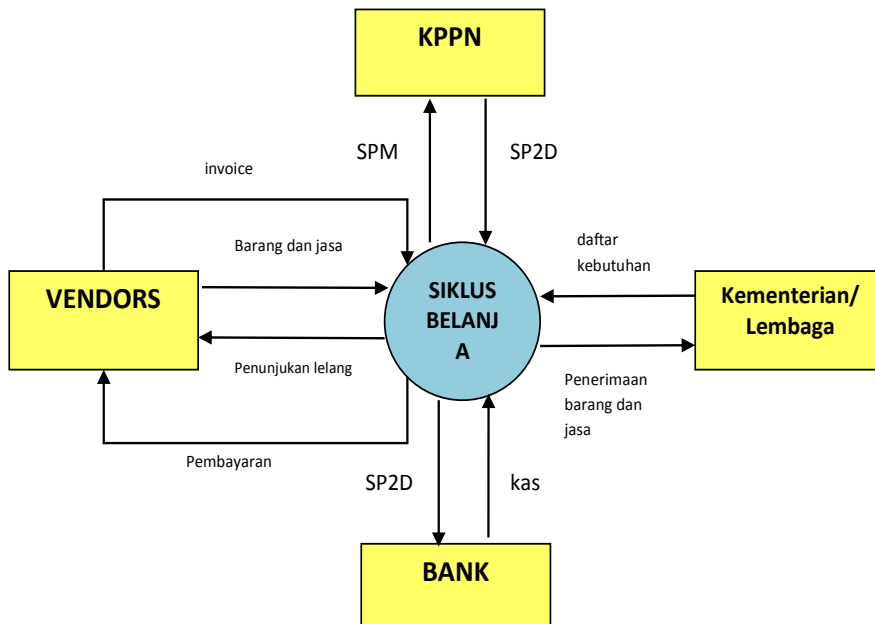 KPPN
SPM
SP2D
invoice
Barang dan jasa
daftar
kebutuhan
VENDORS
SIKLUS
BELANJ
A
Kementerian/
Lembaga
Penunjukan lelang
Penerimaan
barang dan
jasa
Pembayaran
SP2D
kas
BANK